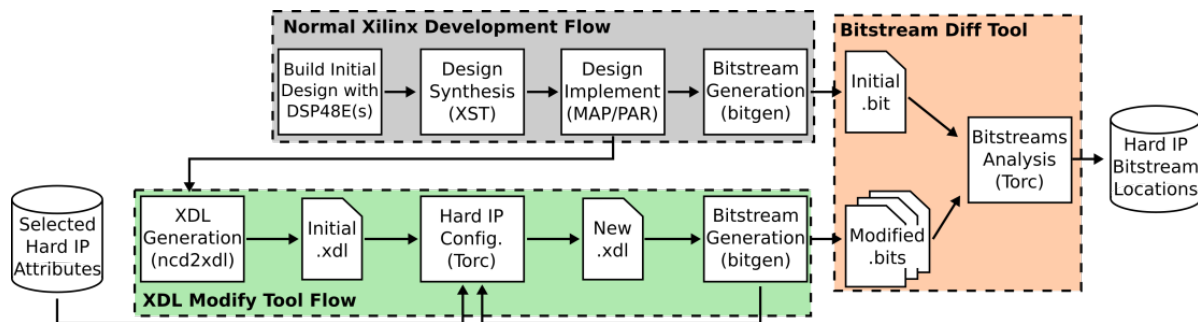 Normal Xilinx Development Flow
Build Initial
Design with
DSP48E(s)
Design
Synthesis
(XST)
Design
Implement
(MAP/PAR)
Bitstream
Generation
(bitgen)
Bitstream Diff Tool
Initial
.bit
Modified
.bits
Bitstreams
Analysis
(Torc)
Hard IP
Bitstream
Locations
Selected
Hard IP
Attributes
XDL
Generation
(ncd2xdl)
Initial
.xdl
Hard IP
Config.
(Torc)
New
.xdl
Bitstream
Generation
(bitgen)
XDL Modify Tool Flow